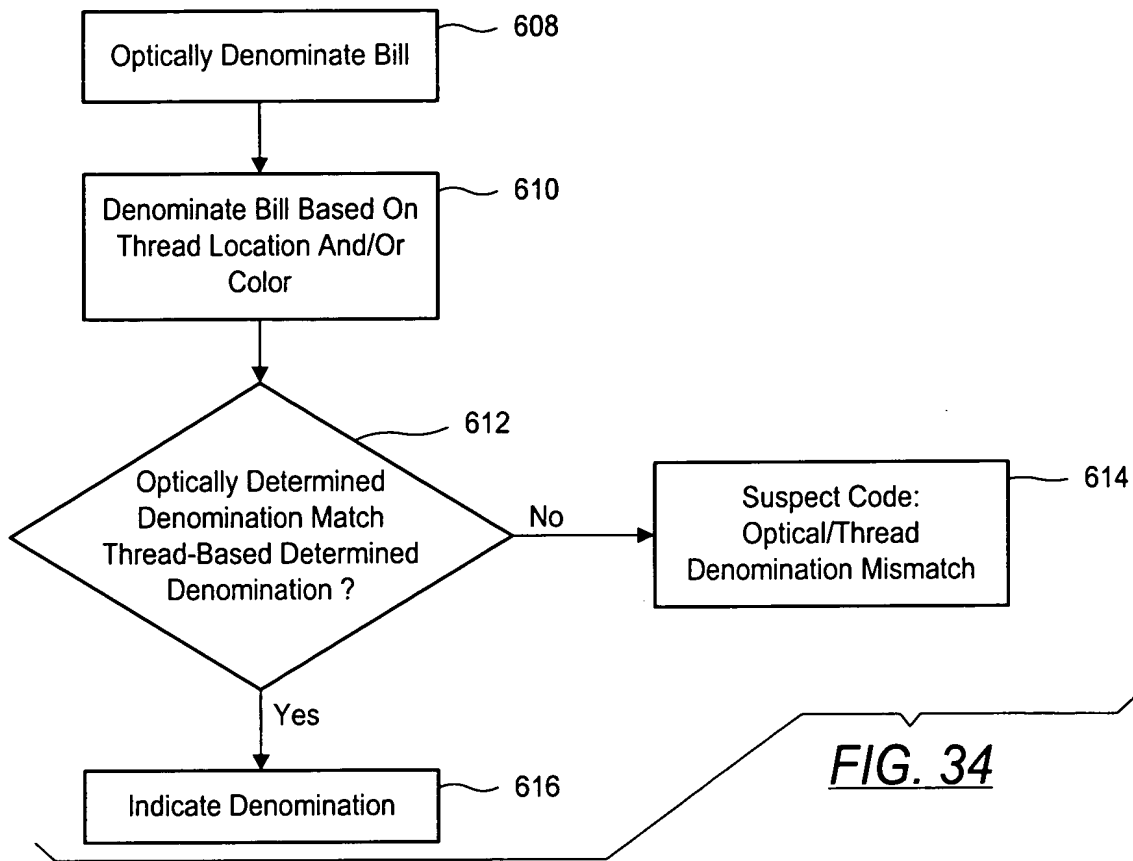 608
Optically Denominate Bill
610
Denominate Bill Based On
Thread Location And/Or
Color
612
Optically Determined
Denomination Match
Thread-Based Determined
Denomination ?
No
614
Suspect Code:
Optical/Thread
Denomination Mismatch
Yes
616
Indicate Denomination
FIG. 34